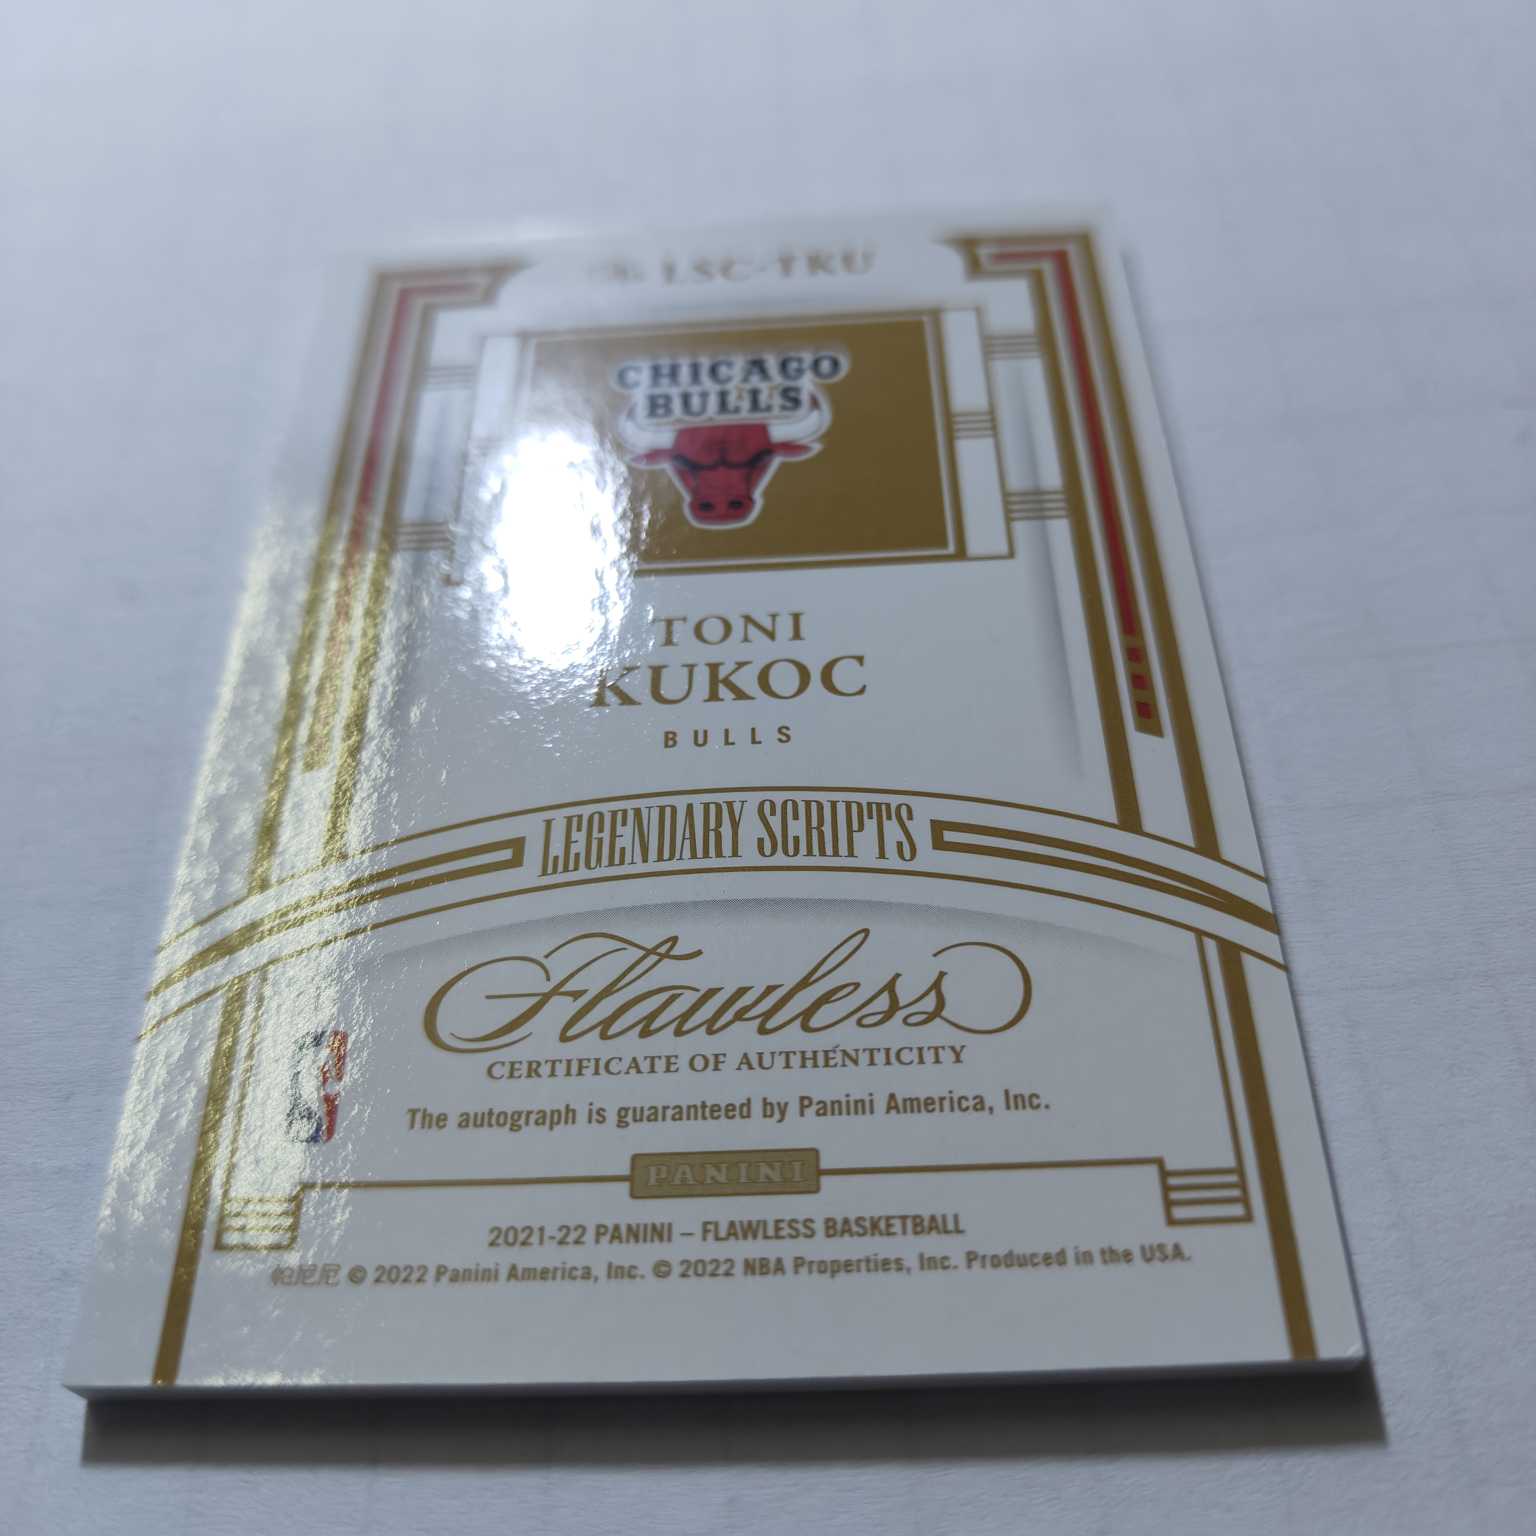 LSC-TKU
CHICAGO
BULLS
TONI
KUKOC
BULLS
LEGENDARY SCRIPTS
Flawless
CERTIFICATE OF AUTHENTICITY
The autograph is guaranteed by Panini America, Inc.
PANINI
2021-22 PANINI – FLAWLESS BASKETBALL
帕尼尼 © 2022 Panini America, Inc. © 2022 NBA Properties, Inc. Produced in the USA.